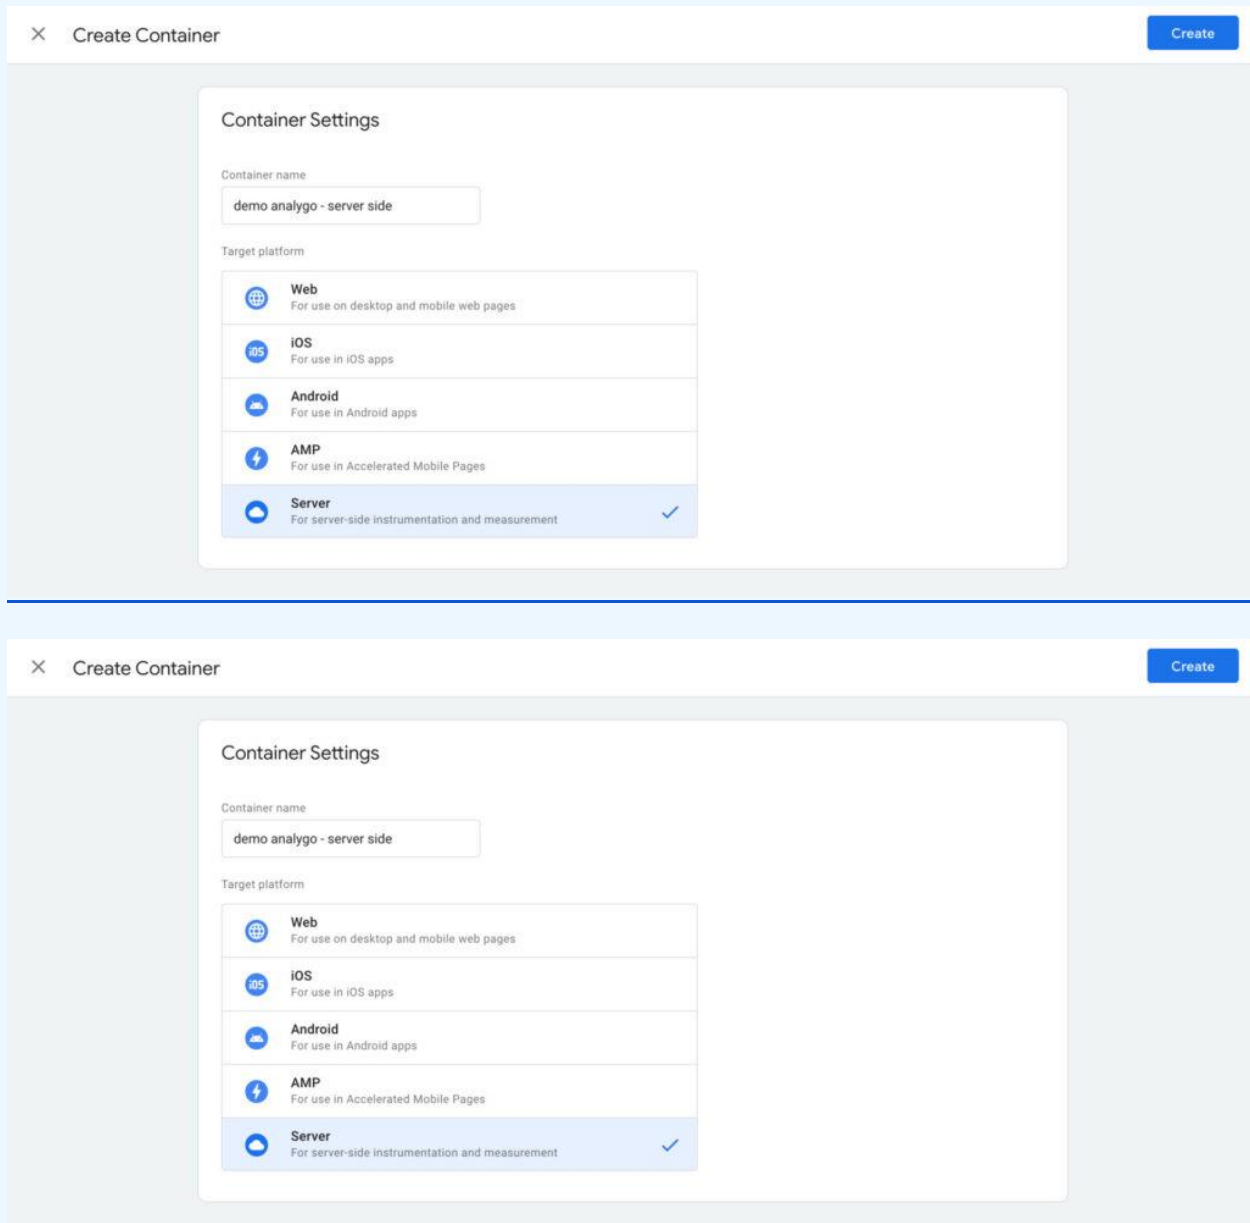 Create Container
Create
Container Settings
Container name
demo analygo - server side
Target platform
Web
For use on desktop and mobile web pages
iOS
iOS
For use in iOS apps
Android
For use in Android apps
AMP
For use in Accelerated Mobile Pages
Server
For server-side instrumentation and measurement
Create Container
Create
Container Settings
Container name
demo analygo - server side
Target platform
Web
For use on desktop and mobile web pages
iOS
iOS
For use in iOS apps
Android
For use in Android apps
AMP
For use in Accelerated Mobile Pages
Server
For server-side instrumentation and measurement